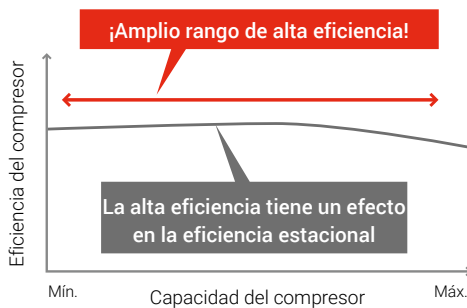 ¡Amplio rango de alta eficiencia!
Eficiencia del compresor
La alta eficiencia tiene un efecto
en la eficiencia estacional
Mín.
Capacidad del compresor
Máx.